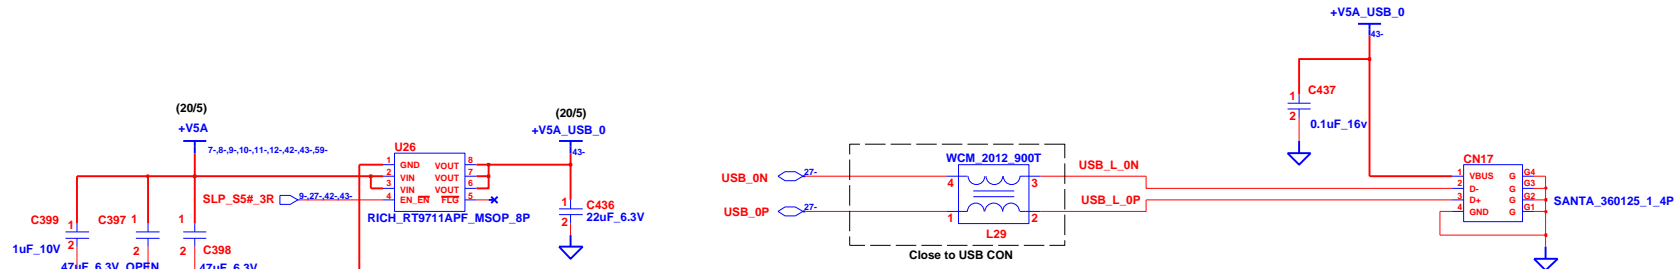 +V5A_USB_0
43-
1
C437
2
0.1uF_16v
(20/5)
+V5A
7-,8-,9-,10-,11-,12-,42-,43-,59-
(20/5)
+V5A_USB_0
43-
U26
1 GND VOUT 8
2 VIN VOUT 7
3 VIN VOUT 6
4 EN_EN FLG 5
RICH_RT9711APF_MSOP_8P
SLP_S5#_3R
9-,27-,42-,43-
C399 1
1uF_10V 2
C397 1
2
47uF_6.3V_OPEN
1
2 C398
47uF_6.3V
1 C436
2 22uF_6.3V
USB_0N 27-
USB_0P 27-
WCM_2012_900T
4 3
1 2
L29
Close to USB CON
USB_L_0N
USB_L_0P
CN17
1 VBUS G G4
2 D- G G3
3 D+ G G2
4 GND G G1
SANTA_360125_1_4P